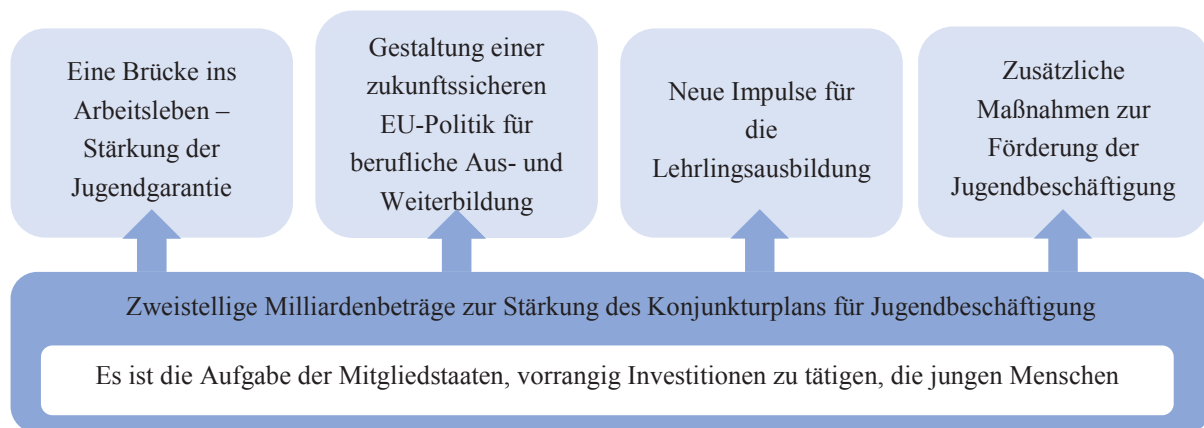 Eine Brücke ins
Arbeitsleben –
Stärkung der
Jugendgarantie
Gestaltung einer
zukunftssicheren
EU-Politik für
berufliche Aus- und
Weiterbildung
Neue Impulse für
die
Lehrlingsausbildung
Zusätzliche
Maßnahmen zur
Förderung der
Jugendbeschäftigung
Zweistellige Milliardenbeträge zur Stärkung des Konjunkturplans für Jugendbeschäftigung
Es ist die Aufgabe der Mitgliedstaaten, vorrangig Investitionen zu tätigen, die jungen Menschen